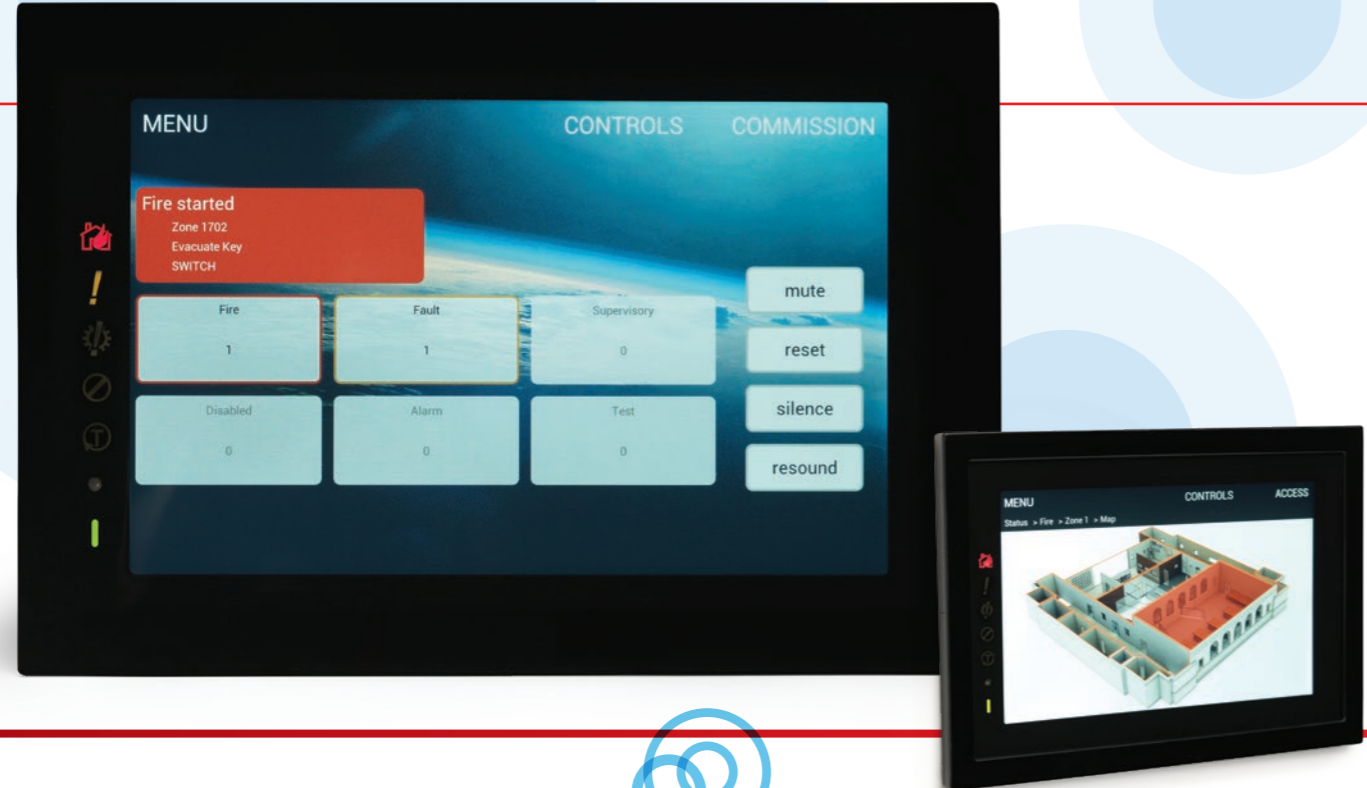 MENU CONTROLS COMMISSION
Fire started
Zone 1702
Evacuate Key
SWITCH
Fire Fault Supervisory
1 1 0
Disabled Alarm Test
0 0 0
mute
reset
silence
resound
MENU CONTROLS ACCESS
Status > Fire > Zone 1 > Map